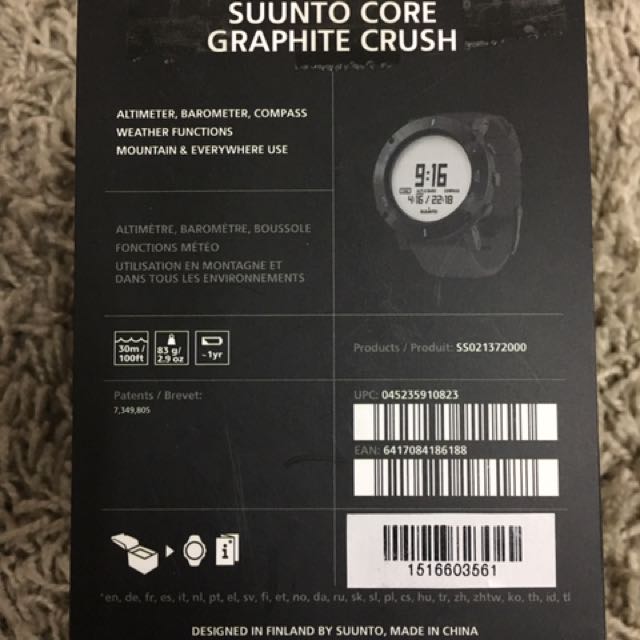 SUUNTO CORE
GRAPHITE CRUSH
ALTIMETER, BAROMETER, COMPASS
WEATHER FUNCTIONS
MOUNTAIN & EVERYWHERE USE
9:16
4:16 / 22:18
SUUNTO
ALTIMÈTRE, BAROMÈTRE, BOUSSOLE
FONCTIONS MÉTÉO
UTILISATION EN MONTAGNE ET
DANS TOUS LES ENVIRONNEMENTS
30m /
100ft
83 g/
2.9 oz
~1yr
Products / Produit: SS021372000
Patents / Brevet:
7,349,805
UPC: 045235910823
EAN: 6417084186188
1516603561
*en, de, fr, es, it, nl, pt, el, sv, fi, et, no, da, ru, sk, sl, pl, cs, hu, tr, zh, zhtw, ko, th, id, tl
DESIGNED IN FINLAND BY SUUNTO, MADE IN CHINA